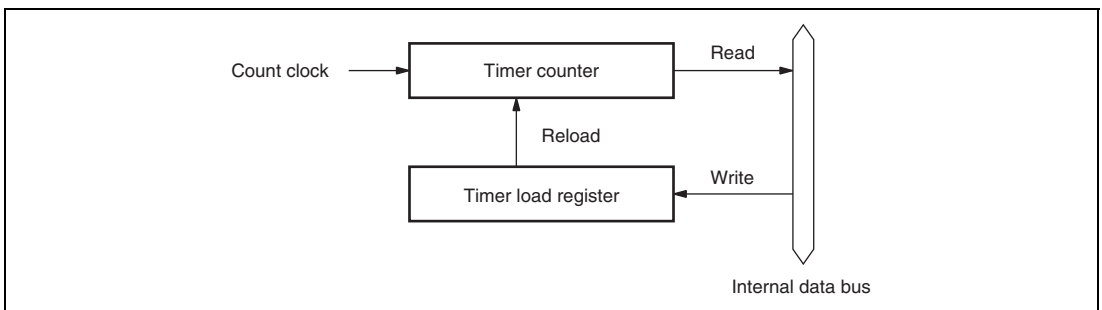 Count clock
Timer counter
Read
Reload
Timer load register
Write
Internal data bus